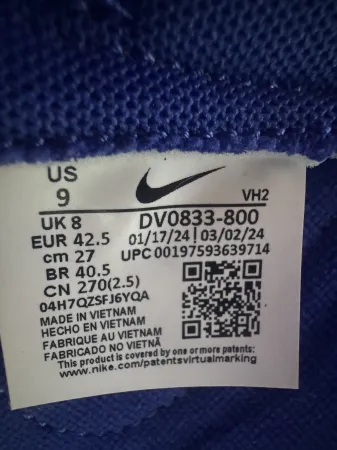 US
9
VH2
UK 8
DV0833-800
EUR 42.5
01/17/24 | 03/02/24
cm 27
UPC 00197593639714
BR 40.5
CN 270(2.5)
04H7QZSFJ6YQA
MADE IN VIETNAM
HECHO EN VIETNAM
FABRIQUE AU VIETNAM
FABBRICATO NEL VIETNÃ
This product is covered by one or more patents:
www.nike.com/patentsvirtualmarking